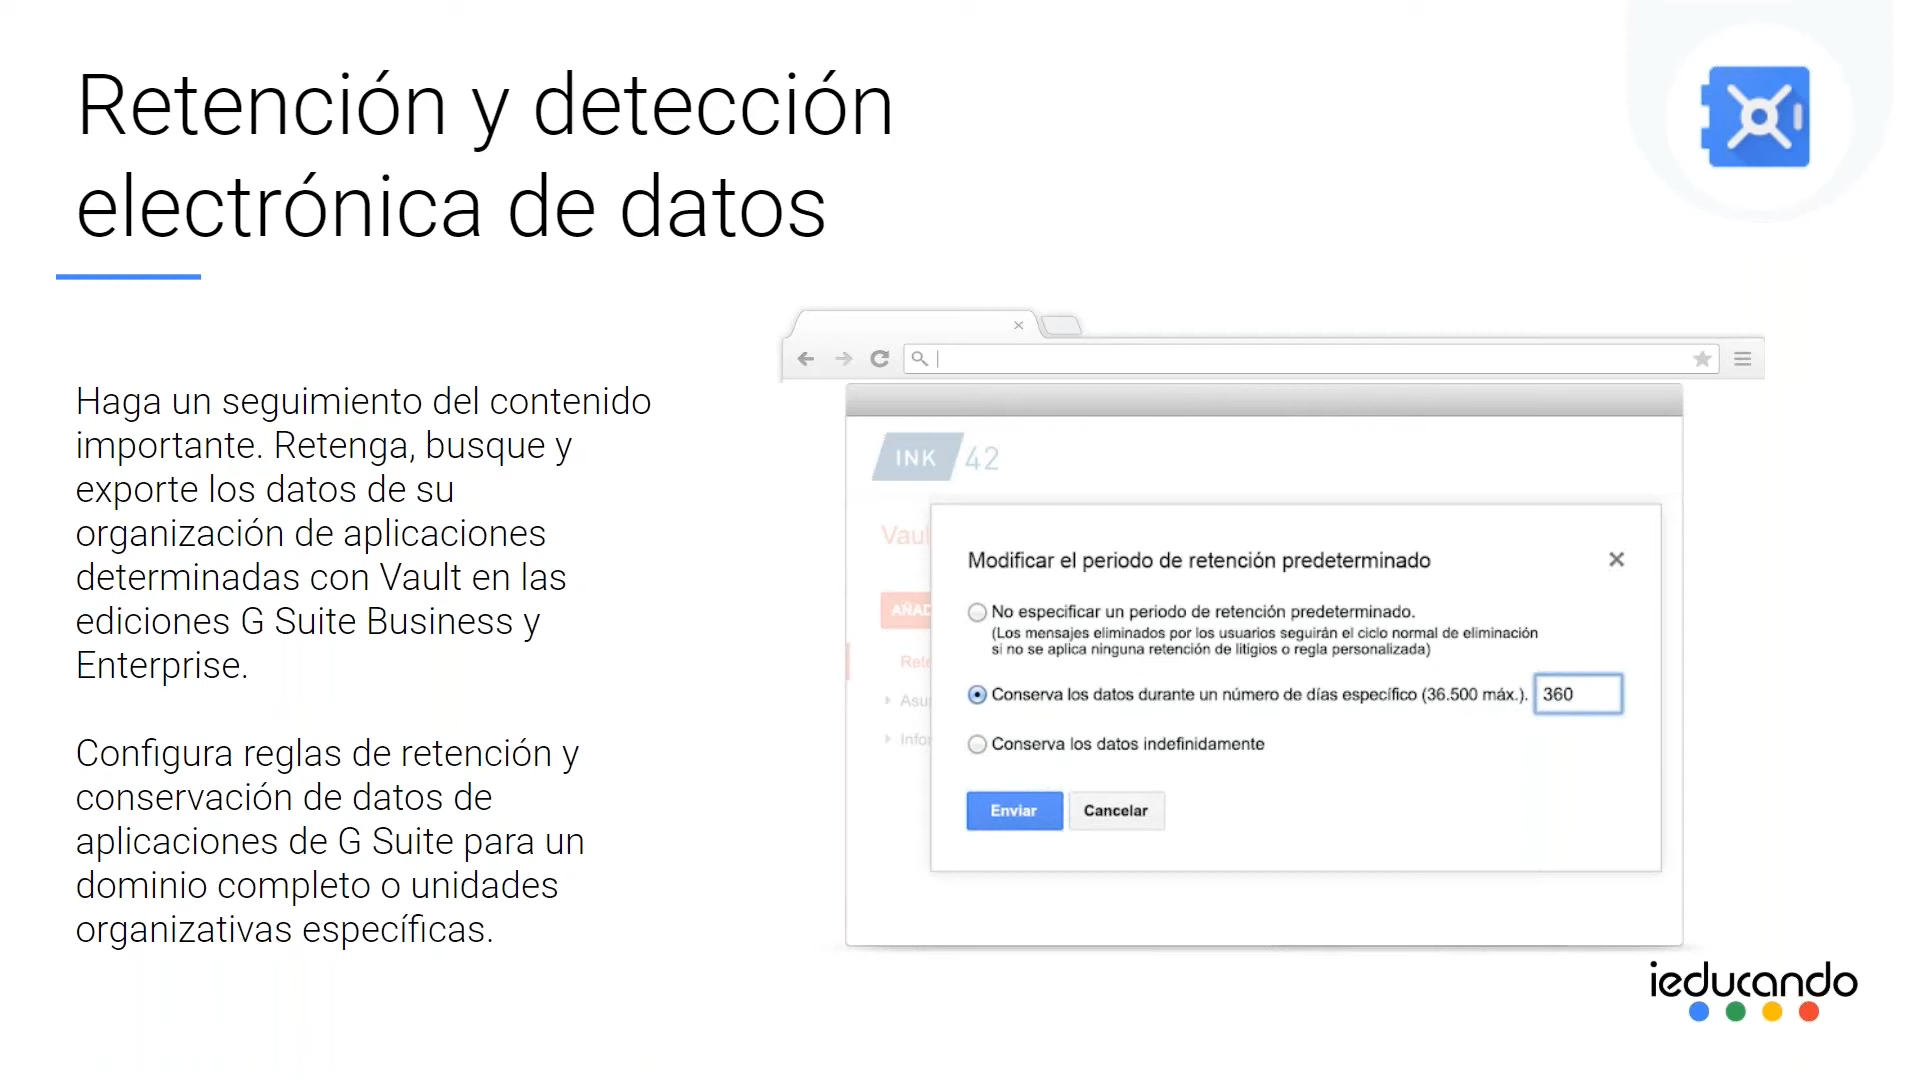 Retención y detección
electrónica de datos
Haga un seguimiento del contenido
importante. Retenga, busque y
exporte los datos de su
organización de aplicaciones
determinadas con Vault en las
ediciones G Suite Business y
Enterprise.
Configura reglas de retención y
conservación de datos de
aplicaciones de G Suite para un
dominio completo o unidades
organizativas específicas.
INK 42
Vaul
AÑAD
Rete
Asu
Infor
Modificar el periodo de retención predeterminado
No especificar un periodo de retención predeterminado.
(Los mensajes eliminados por los usuarios seguirán el ciclo normal de eliminación
si no se aplica ninguna retención de litigios o regla personalizada)
Conserva los datos durante un número de días específico (36.500 máx.). 360
Conserva los datos indefinidamente
Enviar Cancelar
ieducando